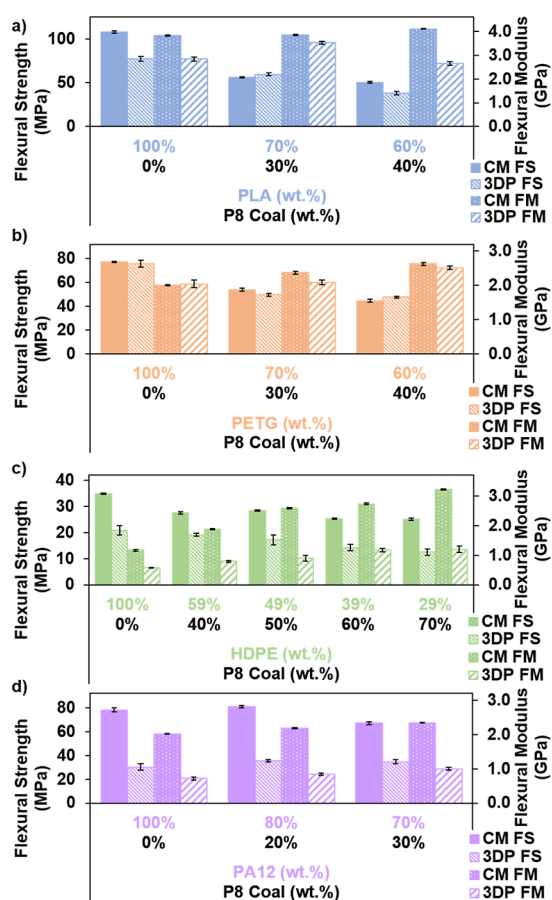 a)
Flexural Strength
(MPa)
100
50
0
4.0
3.0
2.0
1.0
0.0
Flexural Modulus
(GPa)
100% 70% 60%
0% 30% 40%
PLA (wt.%)
P8 Coal (wt.%)
CM FS
3DP FS
CM FM
3DP FM
b)
Flexural Strength
(MPa)
80
60
40
20
0
3.0
2.0
1.0
0.0
Flexural Modulus
(GPa)
100% 70% 60%
0% 30% 40%
PETG (wt.%)
P8 Coal (wt.%)
CM FS
3DP FS
CM FM
3DP FM
c)
Flexural Strength
(MPa)
40
30
20
10
0
3.0
2.0
1.0
0.0
Flexural Modulus
(GPa)
100% 59% 49% 39% 29%
0% 40% 50% 60% 70%
HDPE (wt.%)
P8 Coal (wt.%)
CM FS
3DP FS
CM FM
3DP FM
d)
Flexural Strength
(MPa)
80
60
40
20
0
3.0
2.0
1.0
0.0
Flexural Modulus
(GPa)
100% 80% 70%
0% 20% 30%
PA12 (wt.%)
P8 Coal (wt.%)
CM FS
3DP FS
CM FM
3DP FM